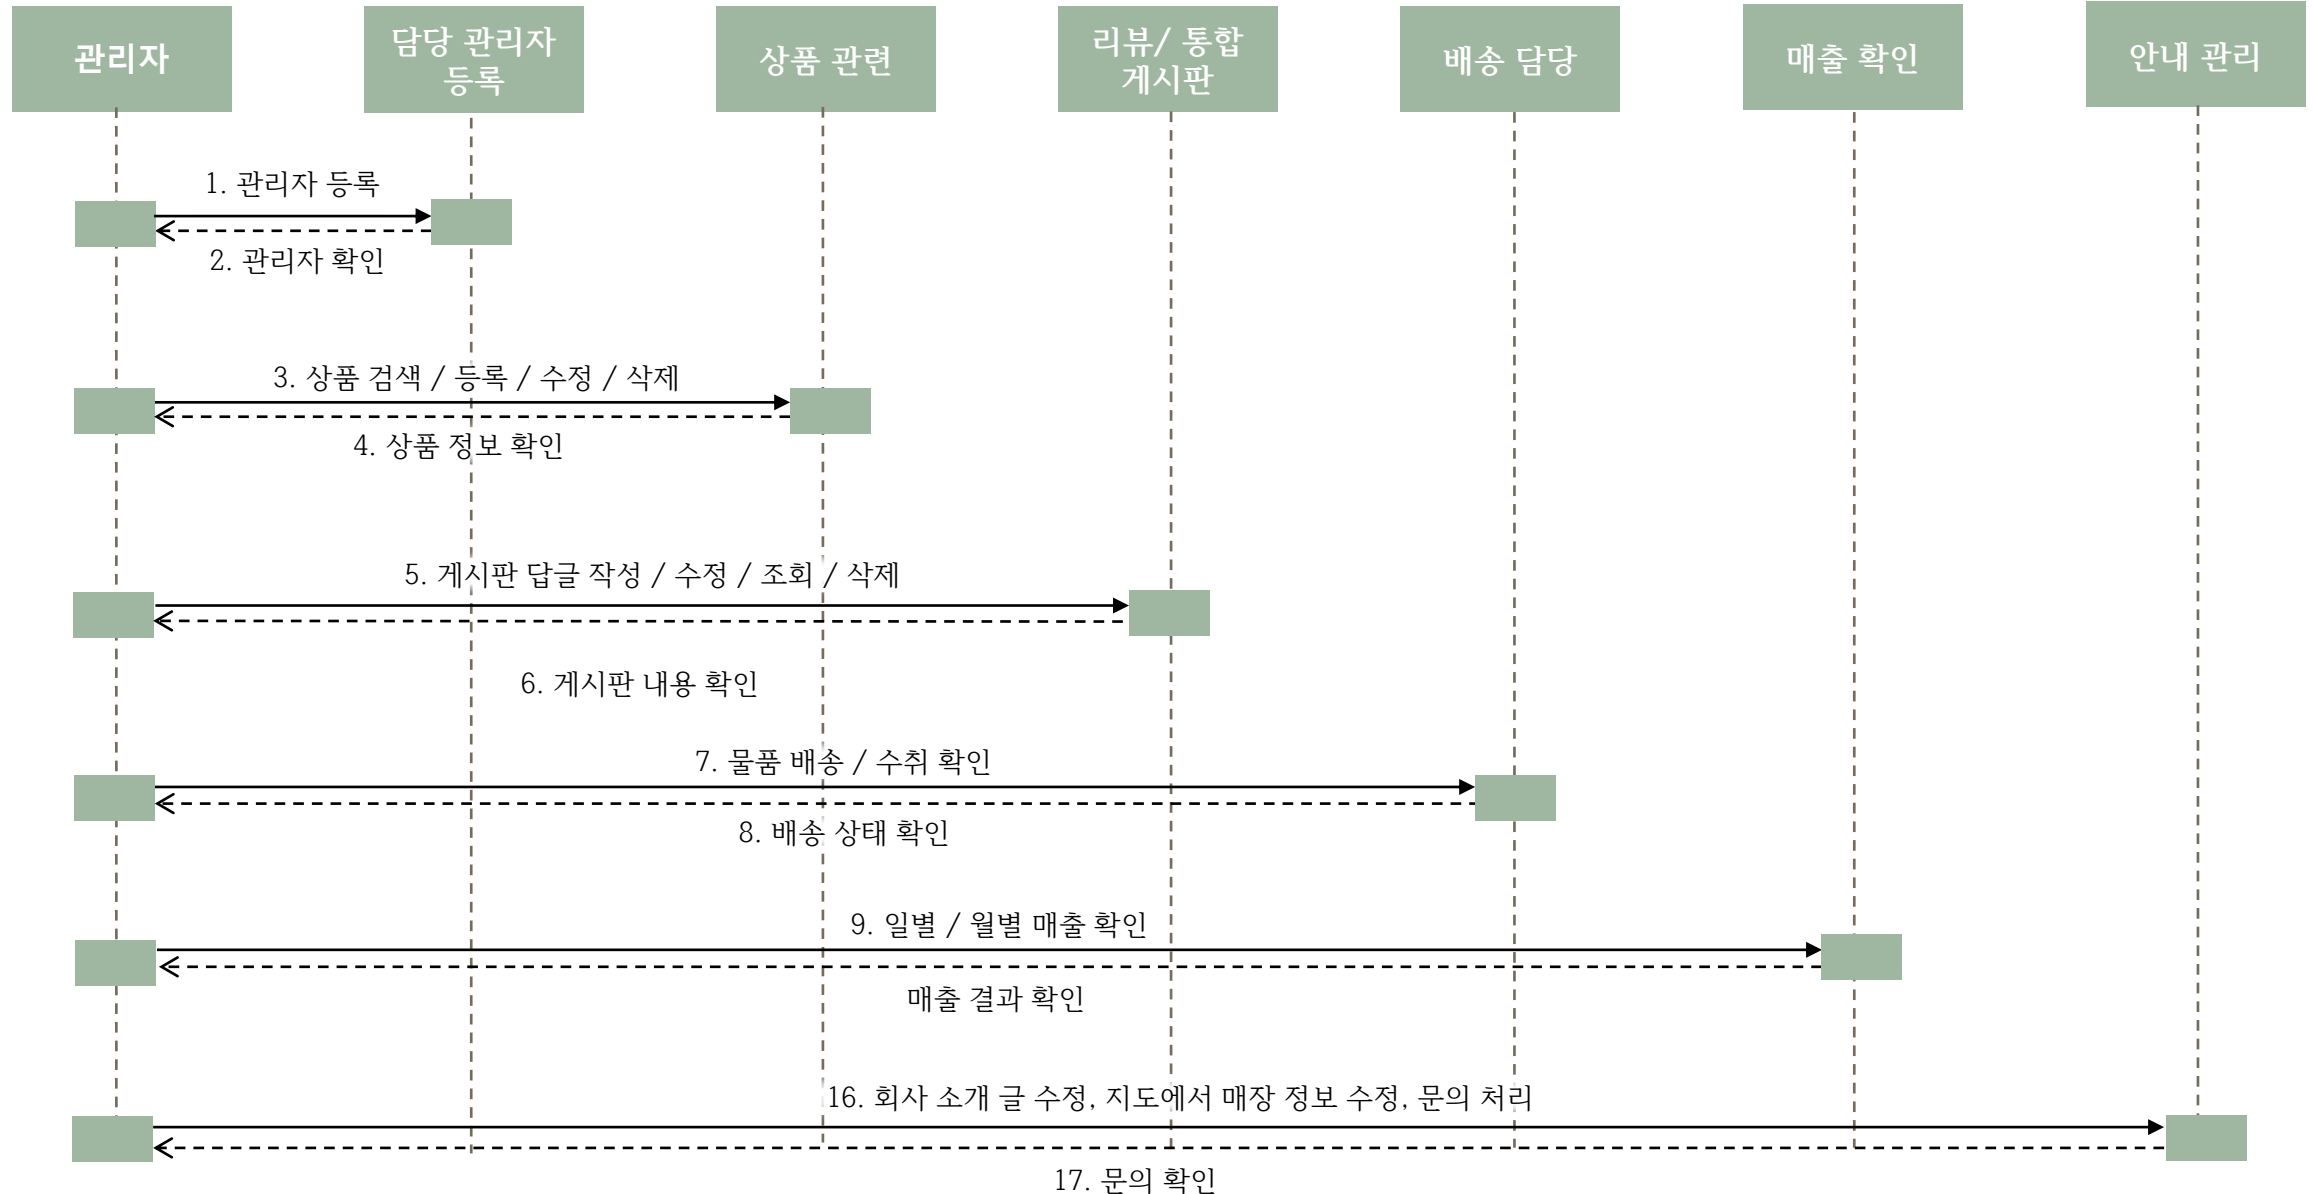 관리자
담당 관리자
등록
상품 관련
리뷰/ 통합
게시판
배송 담당
매출 확인
안내 관리
1. 관리자 등록
2. 관리자 확인
3. 상품 검색 / 등록 / 수정 / 삭제
4. 상품 정보 확인
5. 게시판 답글 작성 / 수정 / 조회 / 삭제
6. 게시판 내용 확인
7. 물품 배송 / 수취 확인
8. 배송 상태 확인
9. 일별 / 월별 매출 확인
매출 결과 확인
16. 회사 소개 글 수정, 지도에서 매장 정보 수정, 문의 처리
17. 문의 확인